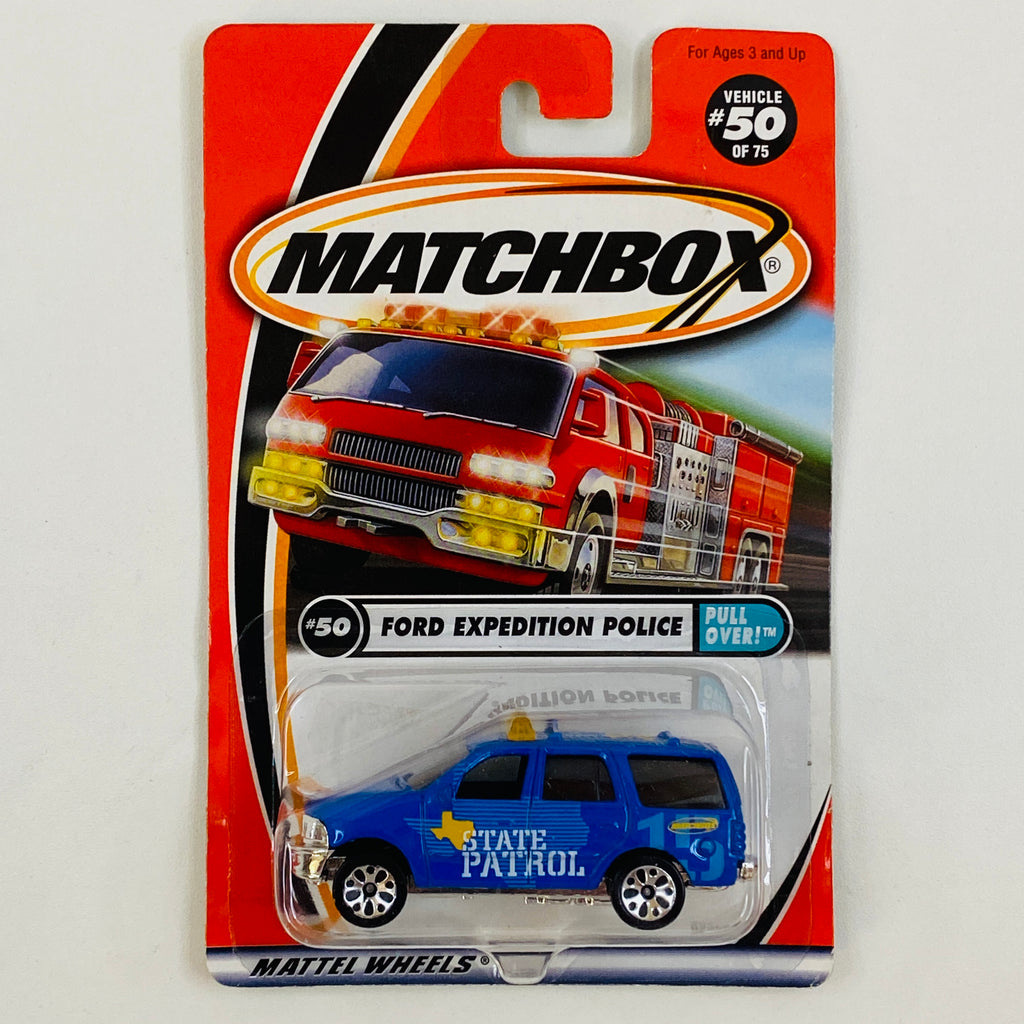 For Ages 3 and Up
VEHICLE
#50
OF 75
MATCHBOX®
#50
FORD EXPEDITION POLICE
PULL
OVER!™
STATE
PATROL
MATCHBOX
MATTEL WHEELS®